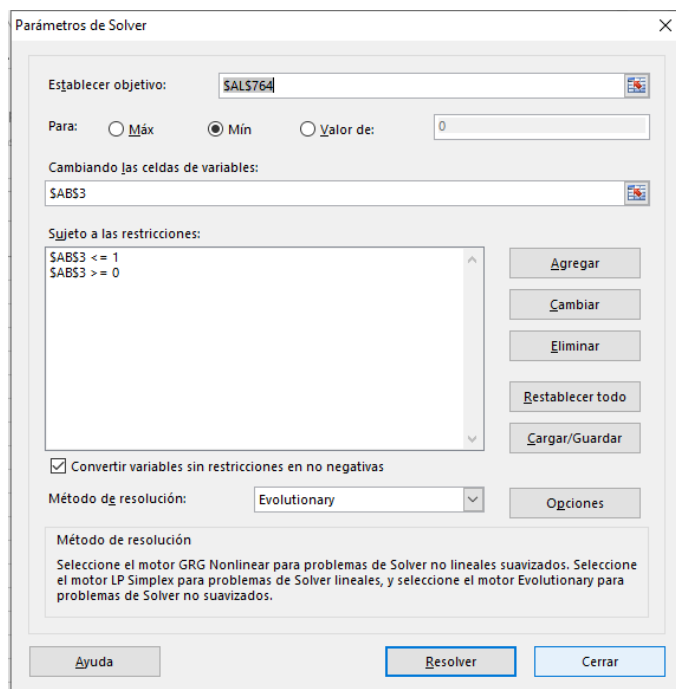 Parámetros de Solver
Establecer objetivo:
$AL$764
Para:
Máx
Mín
Valor de:
0
Cambiando las celdas de variables:
$AB$3
Sujeto a las restricciones:
$AB$3 <= 1
$AB$3 >= 0
Agregar
Cambiar
Eliminar
Restablecer todo
Cargar/Guardar
Convertir variables sin restricciones en no negativas
Método de resolución:
Evolutionary
Opciones
Método de resolución
Seleccione el motor GRG Nonlinear para problemas de Solver no lineales suavizados. Seleccione
el motor LP Simplex para problemas de Solver lineales, y seleccione el motor Evolutionary para
problemas de Solver no suavizados.
Ayuda
Resolver
Cerrar